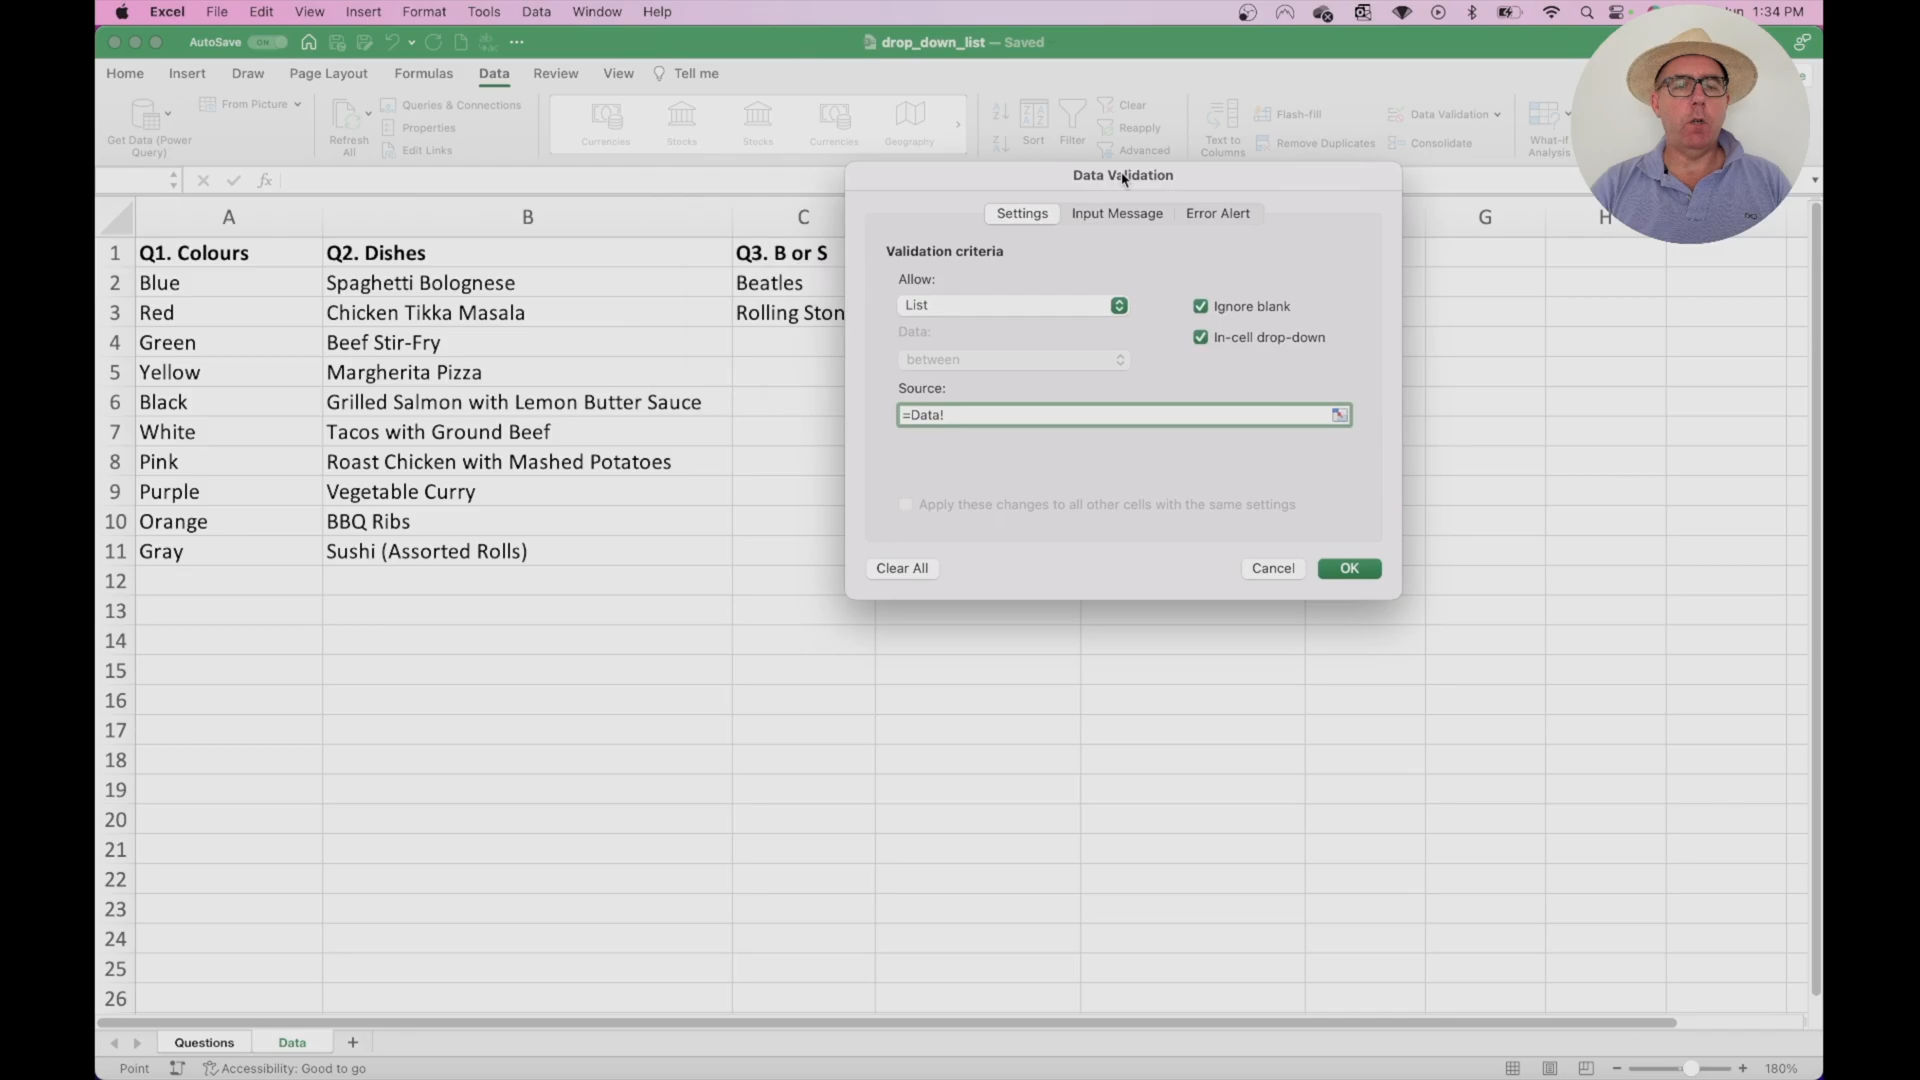 Excel File Edit View Insert Format Tools Data Window Help
1:34 PM
AutoSave ON
drop_down_list — Saved
Home Insert Draw Page Layout Formulas Data Review View Tell me
Get Data (Power Query)
From Picture
Refresh All
Queries & Connections
Properties
Edit Links
Currencies Stocks Stocks Currencies Geography
Sort Filter
Clear
Reapply
Advanced
Text to Columns
Flash-fill
Remove Duplicates
Data Validation
Consolidate
What-if Analysis
fx
A B C G H
1 Q1. Colours Q2. Dishes Q3. B or S
2 Blue Spaghetti Bolognese Beatles
3 Red Chicken Tikka Masala Rolling Ston
4 Green Beef Stir-Fry
5 Yellow Margherita Pizza
6 Black Grilled Salmon with Lemon Butter Sauce
7 White Tacos with Ground Beef
8 Pink Roast Chicken with Mashed Potatoes
9 Purple Vegetable Curry
10 Orange BBQ Ribs
11 Gray Sushi (Assorted Rolls)
12
13
14
15
16
17
18
19
20
21
22
23
24
25
26
Data Validation
Settings Input Message Error Alert
Validation criteria
Allow:
List
Ignore blank
Data:
In-cell drop-down
between
Source:
=Data!
Apply these changes to all other cells with the same settings
Clear All Cancel OK
Questions Data +
Point Accessibility: Good to go 180%